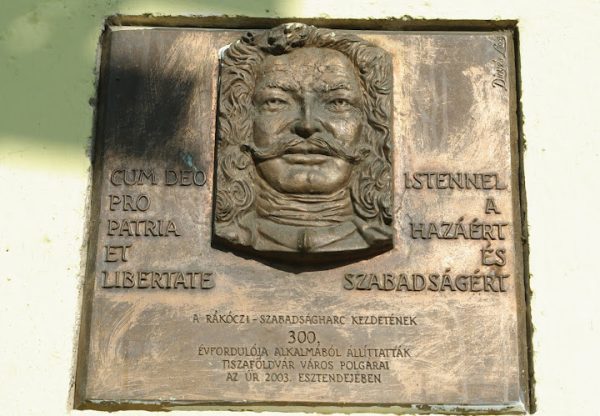 CUM DEO
PRO
PATRIA
ET
LIBERTATE
ISTENNEL
A
HAZÁÉRT
ÉS
SZABADSÁGÉRT
A RÁKÓCZI-SZABADSÁGHARC KEZDETÉNEK
300.
ÉVFORDULÓJA ALKALMÁBÓL ÁLLÍTTATTÁK
TISZAFÖLDVÁR VÁROS POLGÁRAI
AZ ÚR 2003. ESZTENDEJÉBEN